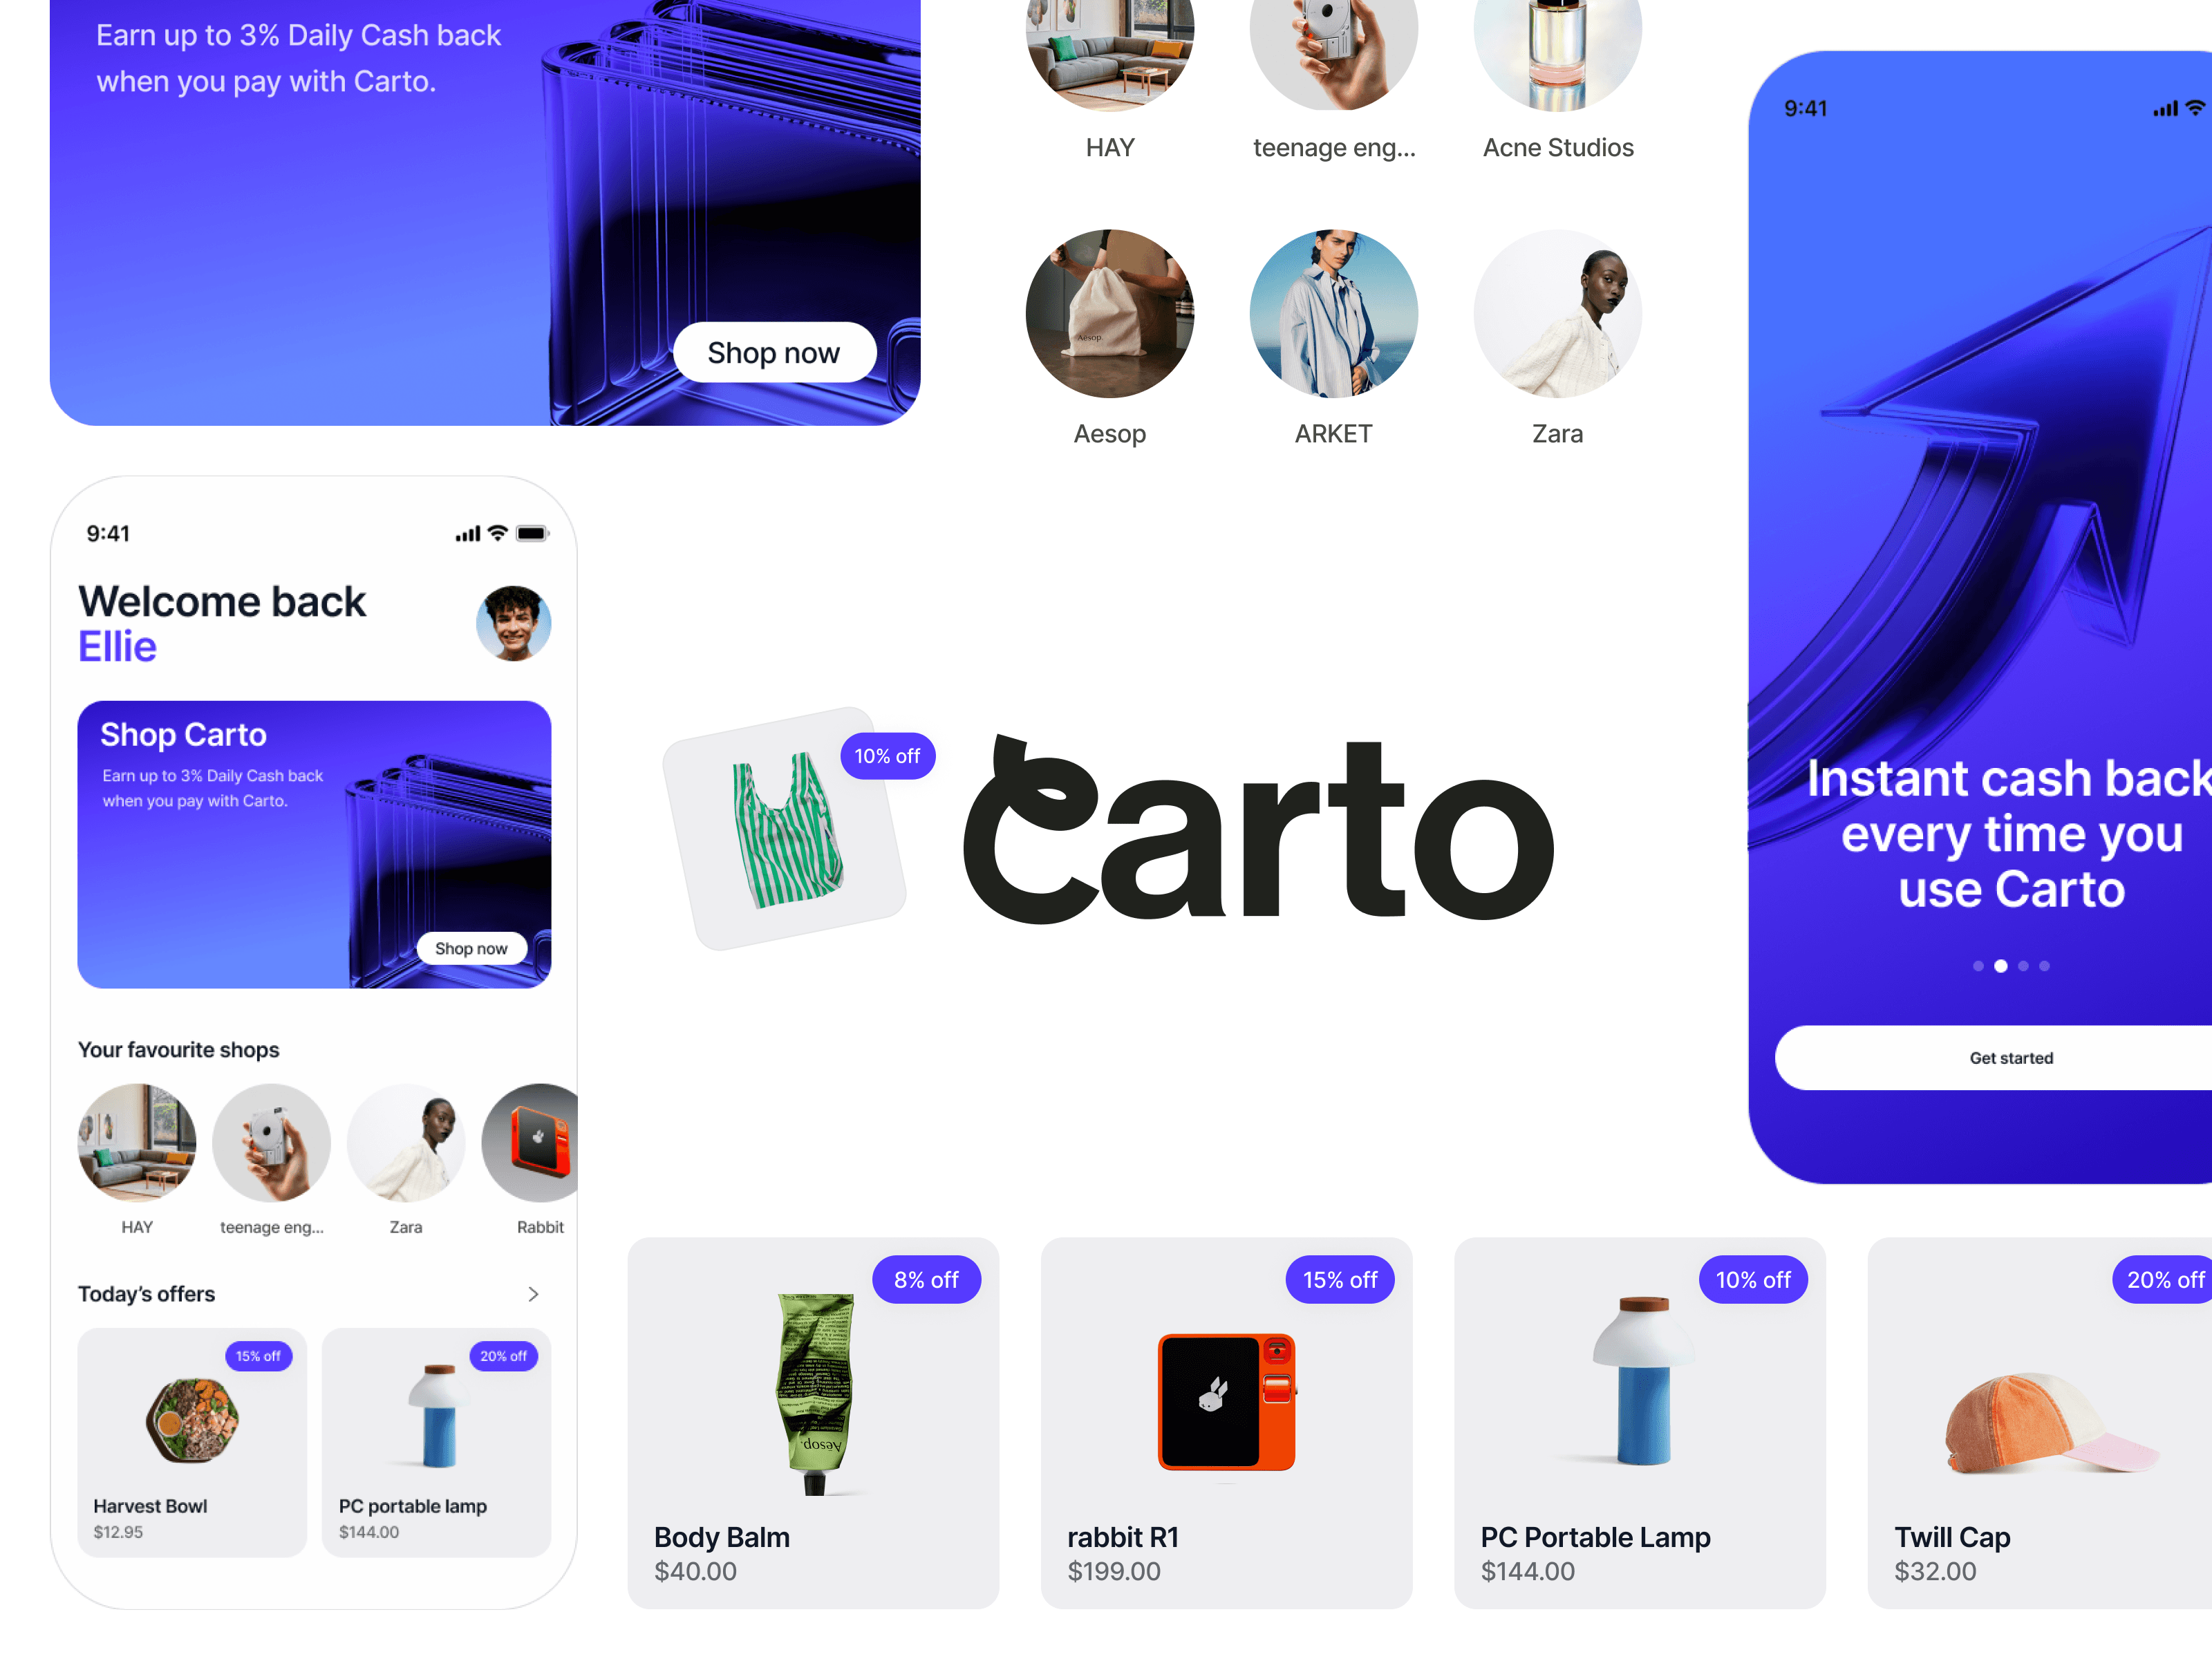 Earn up to 3% Daily Cash back
when you pay with Carto.
Shop now
HAY
teenage eng...
Acne Studios
Aesop.
Aesop
ARKET
Zara
9:41
Instant cash back
every time you
use Carto
Get started
9:41
Welcome back
Ellie
Shop Carto
Earn up to 3% Daily Cash back
when you pay with Carto.
Shop now
Your favourite shops
HAY
teenage eng...
Zara
Rabbit
Today's offers
15% off
Harvest Bowl
$12.95
20% off
PC portable lamp
$144.00
10% off
Carto
8% off
Aesop.
Body Balm
$40.00
15% off
rabbit R1
$199.00
10% off
PC Portable Lamp
$144.00
20% off
Twill Cap
$32.00